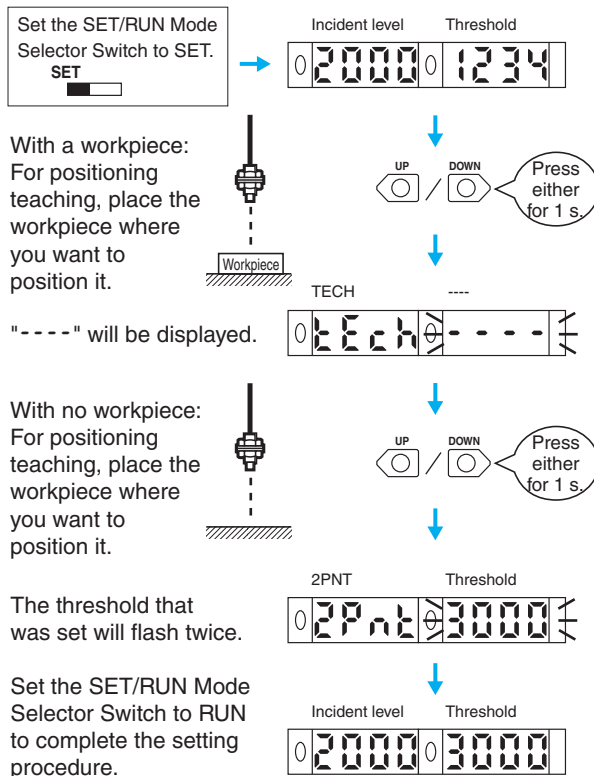 Set the SET/RUN Mode
Selector Switch to SET.
SET
Incident level Threshold
2000 1234
With a workpiece:
For positioning
teaching, place the
workpiece where
you want to
position it.
Workpiece
UP / DOWN
Press
either
for 1 s.
TECH ----
"----" will be displayed.
tEch ----
With no workpiece:
For positioning
teaching, place the
workpiece where
you want to
position it.
UP / DOWN
Press
either
for 1 s.
2PNT Threshold
The threshold that
was set will flash twice.
2Pnt 3000
Set the SET/RUN Mode
Selector Switch to RUN
to complete the setting
procedure.
Incident level Threshold
2000 3000